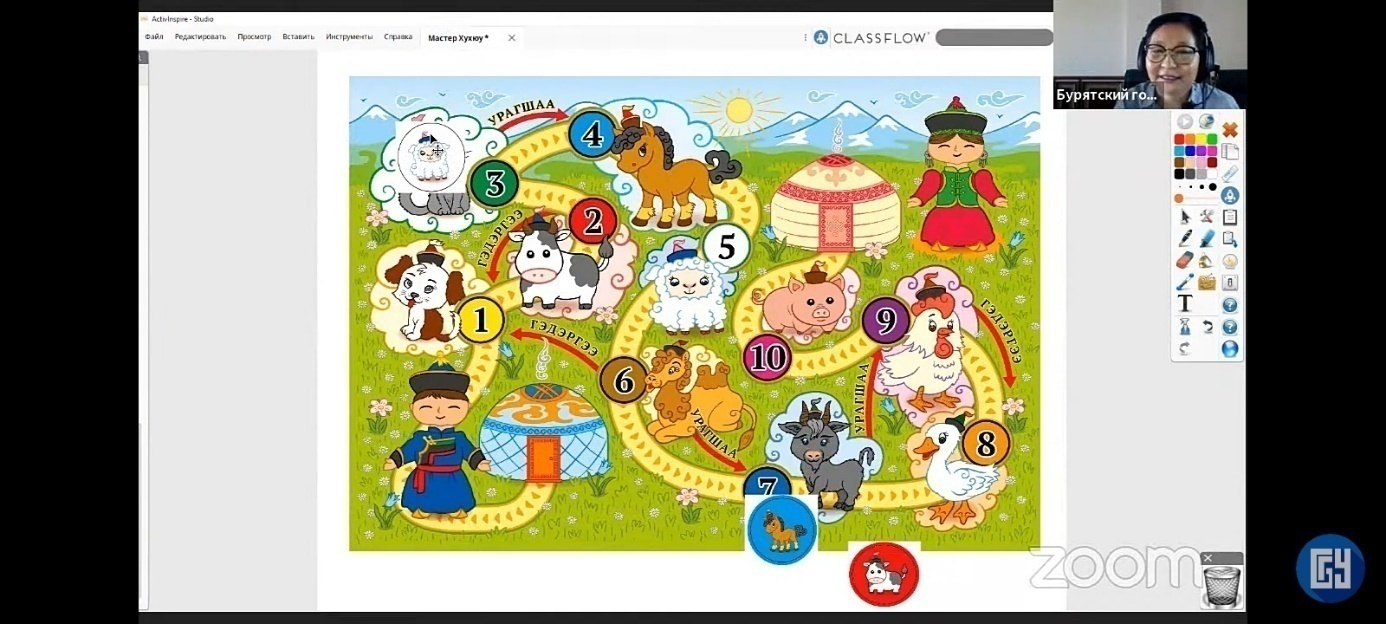 ActivInspire - Studio
Файл Редактировать Просмотр Вставить Инструменты Справка Мастер Хухюу *
CLASSFLOW
Бурятский го...
УРАГШАА
4
3
2
ГЭДЭРГЭЭ
5
1
ГЭДЭРГЭЭ
9
ГЭДЭРГЭЭ
10
6
УРАГШАА
УРАГШАА
8
7
T
zoom
БГУ